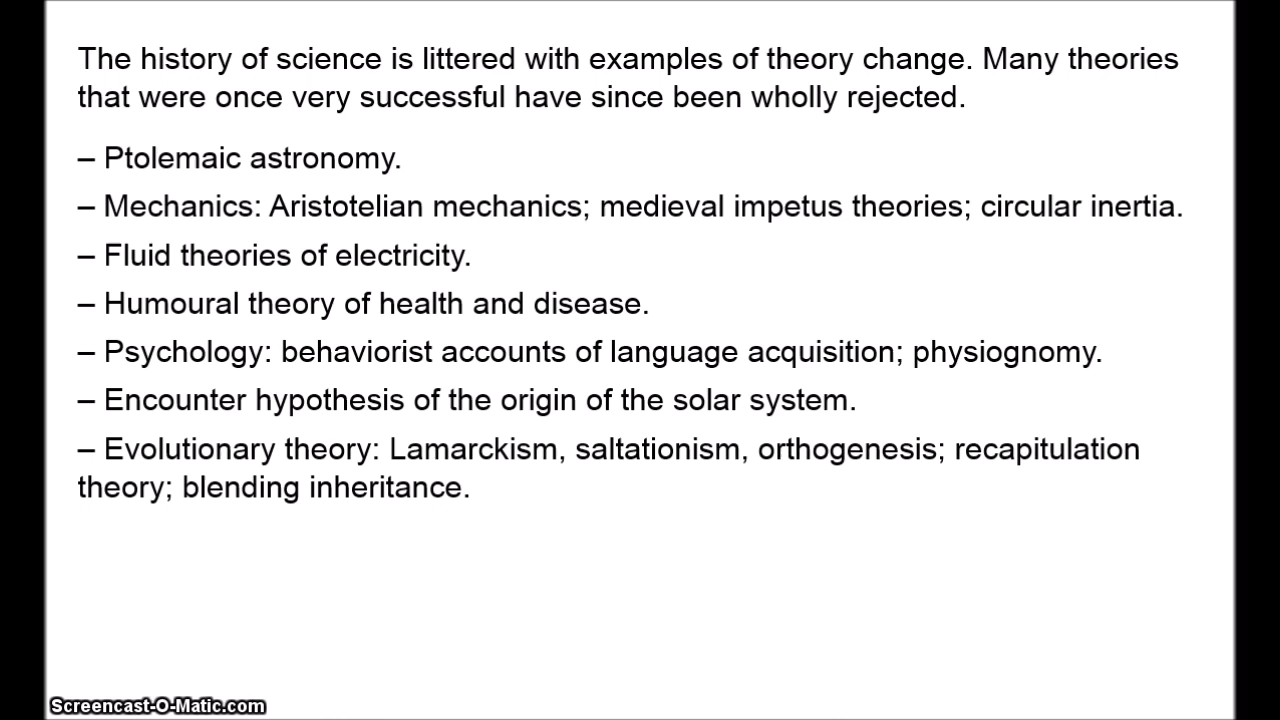 The history of science is littered with examples of theory change. Many theories
that were once very successful have since been wholly rejected.
– Ptolemaic astronomy.
– Mechanics: Aristotelian mechanics; medieval impetus theories; circular inertia.
– Fluid theories of electricity.
– Humoural theory of health and disease.
– Psychology: behaviorist accounts of language acquisition; physiognomy.
– Encounter hypothesis of the origin of the solar system.
– Evolutionary theory: Lamarckism, saltationism, orthogenesis; recapitulation
theory; blending inheritance.
Screencast-O-Matic.com